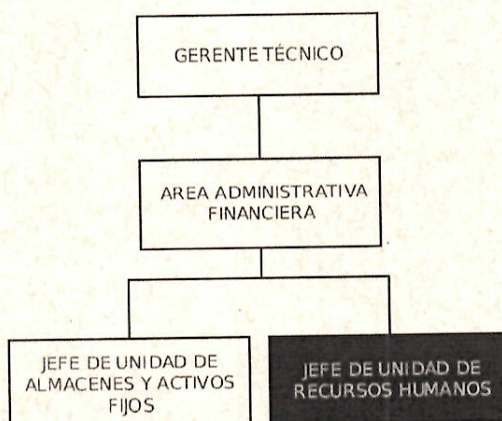 GERENTE TÉCNICO
AREA ADMINISTRATIVA
FINANCIERA
JEFE DE UNIDAD DE
ALMACENES Y ACTIVOS
FIJOS
JEFE DE UNIDAD DE
RECURSOS HUMANOS